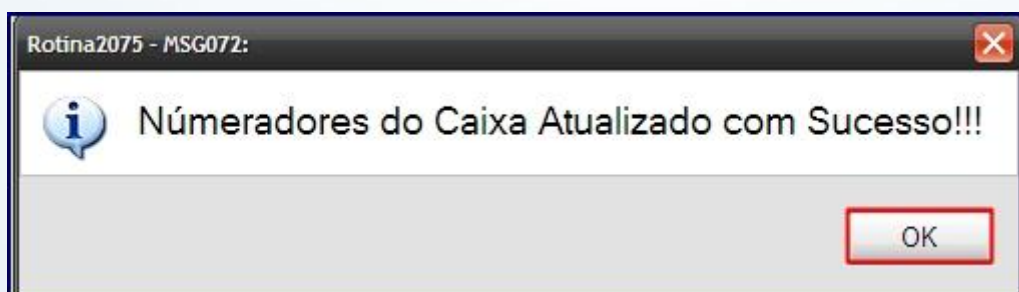 Rotina2075 - MSG072:
Númeradores do Caixa Atualizado com Sucesso!!!
OK